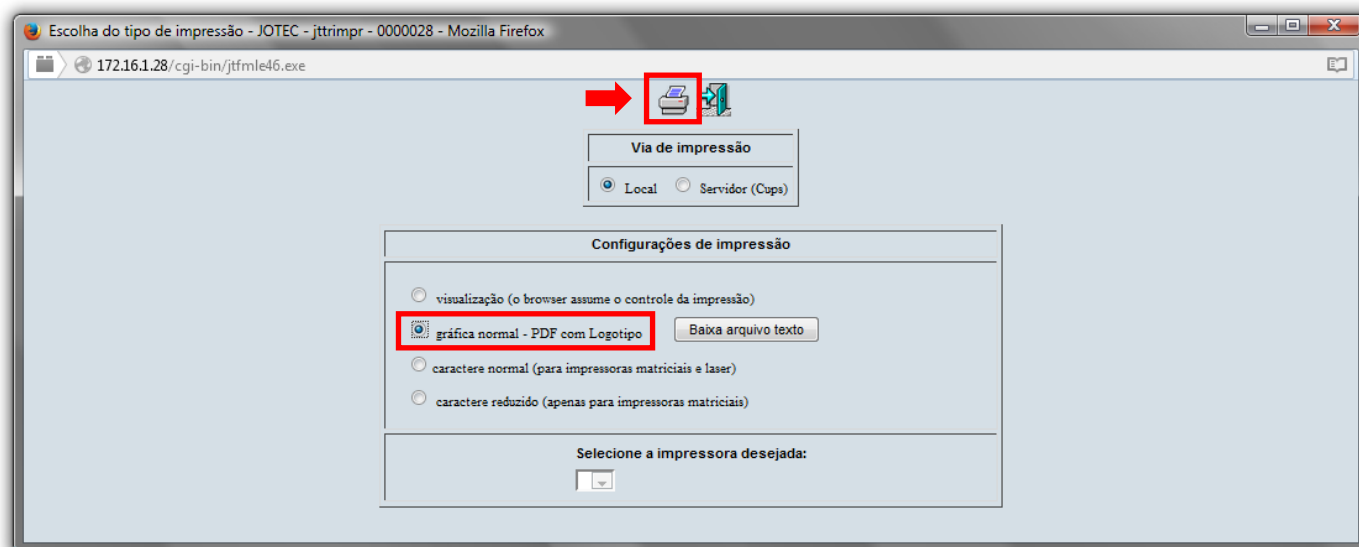 Escolha do tipo de impressão - JOTEC - jttrimpr - 0000028 - Mozilla Firefox
172.16.1.28/cgi-bin/jtfmle46.exe
Via de impressão
Local Servidor (Cups)
Configurações de impressão
visualização (o browser assume o controle da impressão)
gráfica normal - PDF com Logotipo Baixa arquivo texto
caractere normal (para impressoras matriciais e laser)
caractere reduzido (apenas para impressoras matriciais)
Selecione a impressora desejada: